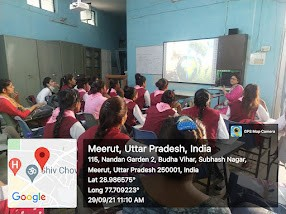 GPS Map Camera
Meerut, Uttar Pradesh, India
115, Nandan Garden 2, Budha Vihar, Subhash Nagar,
Meerut, Uttar Pradesh 250001, India
Lat 28.986575°
Long 77.709223°
29/09/21 11:10 AM
shiv Chow
Google